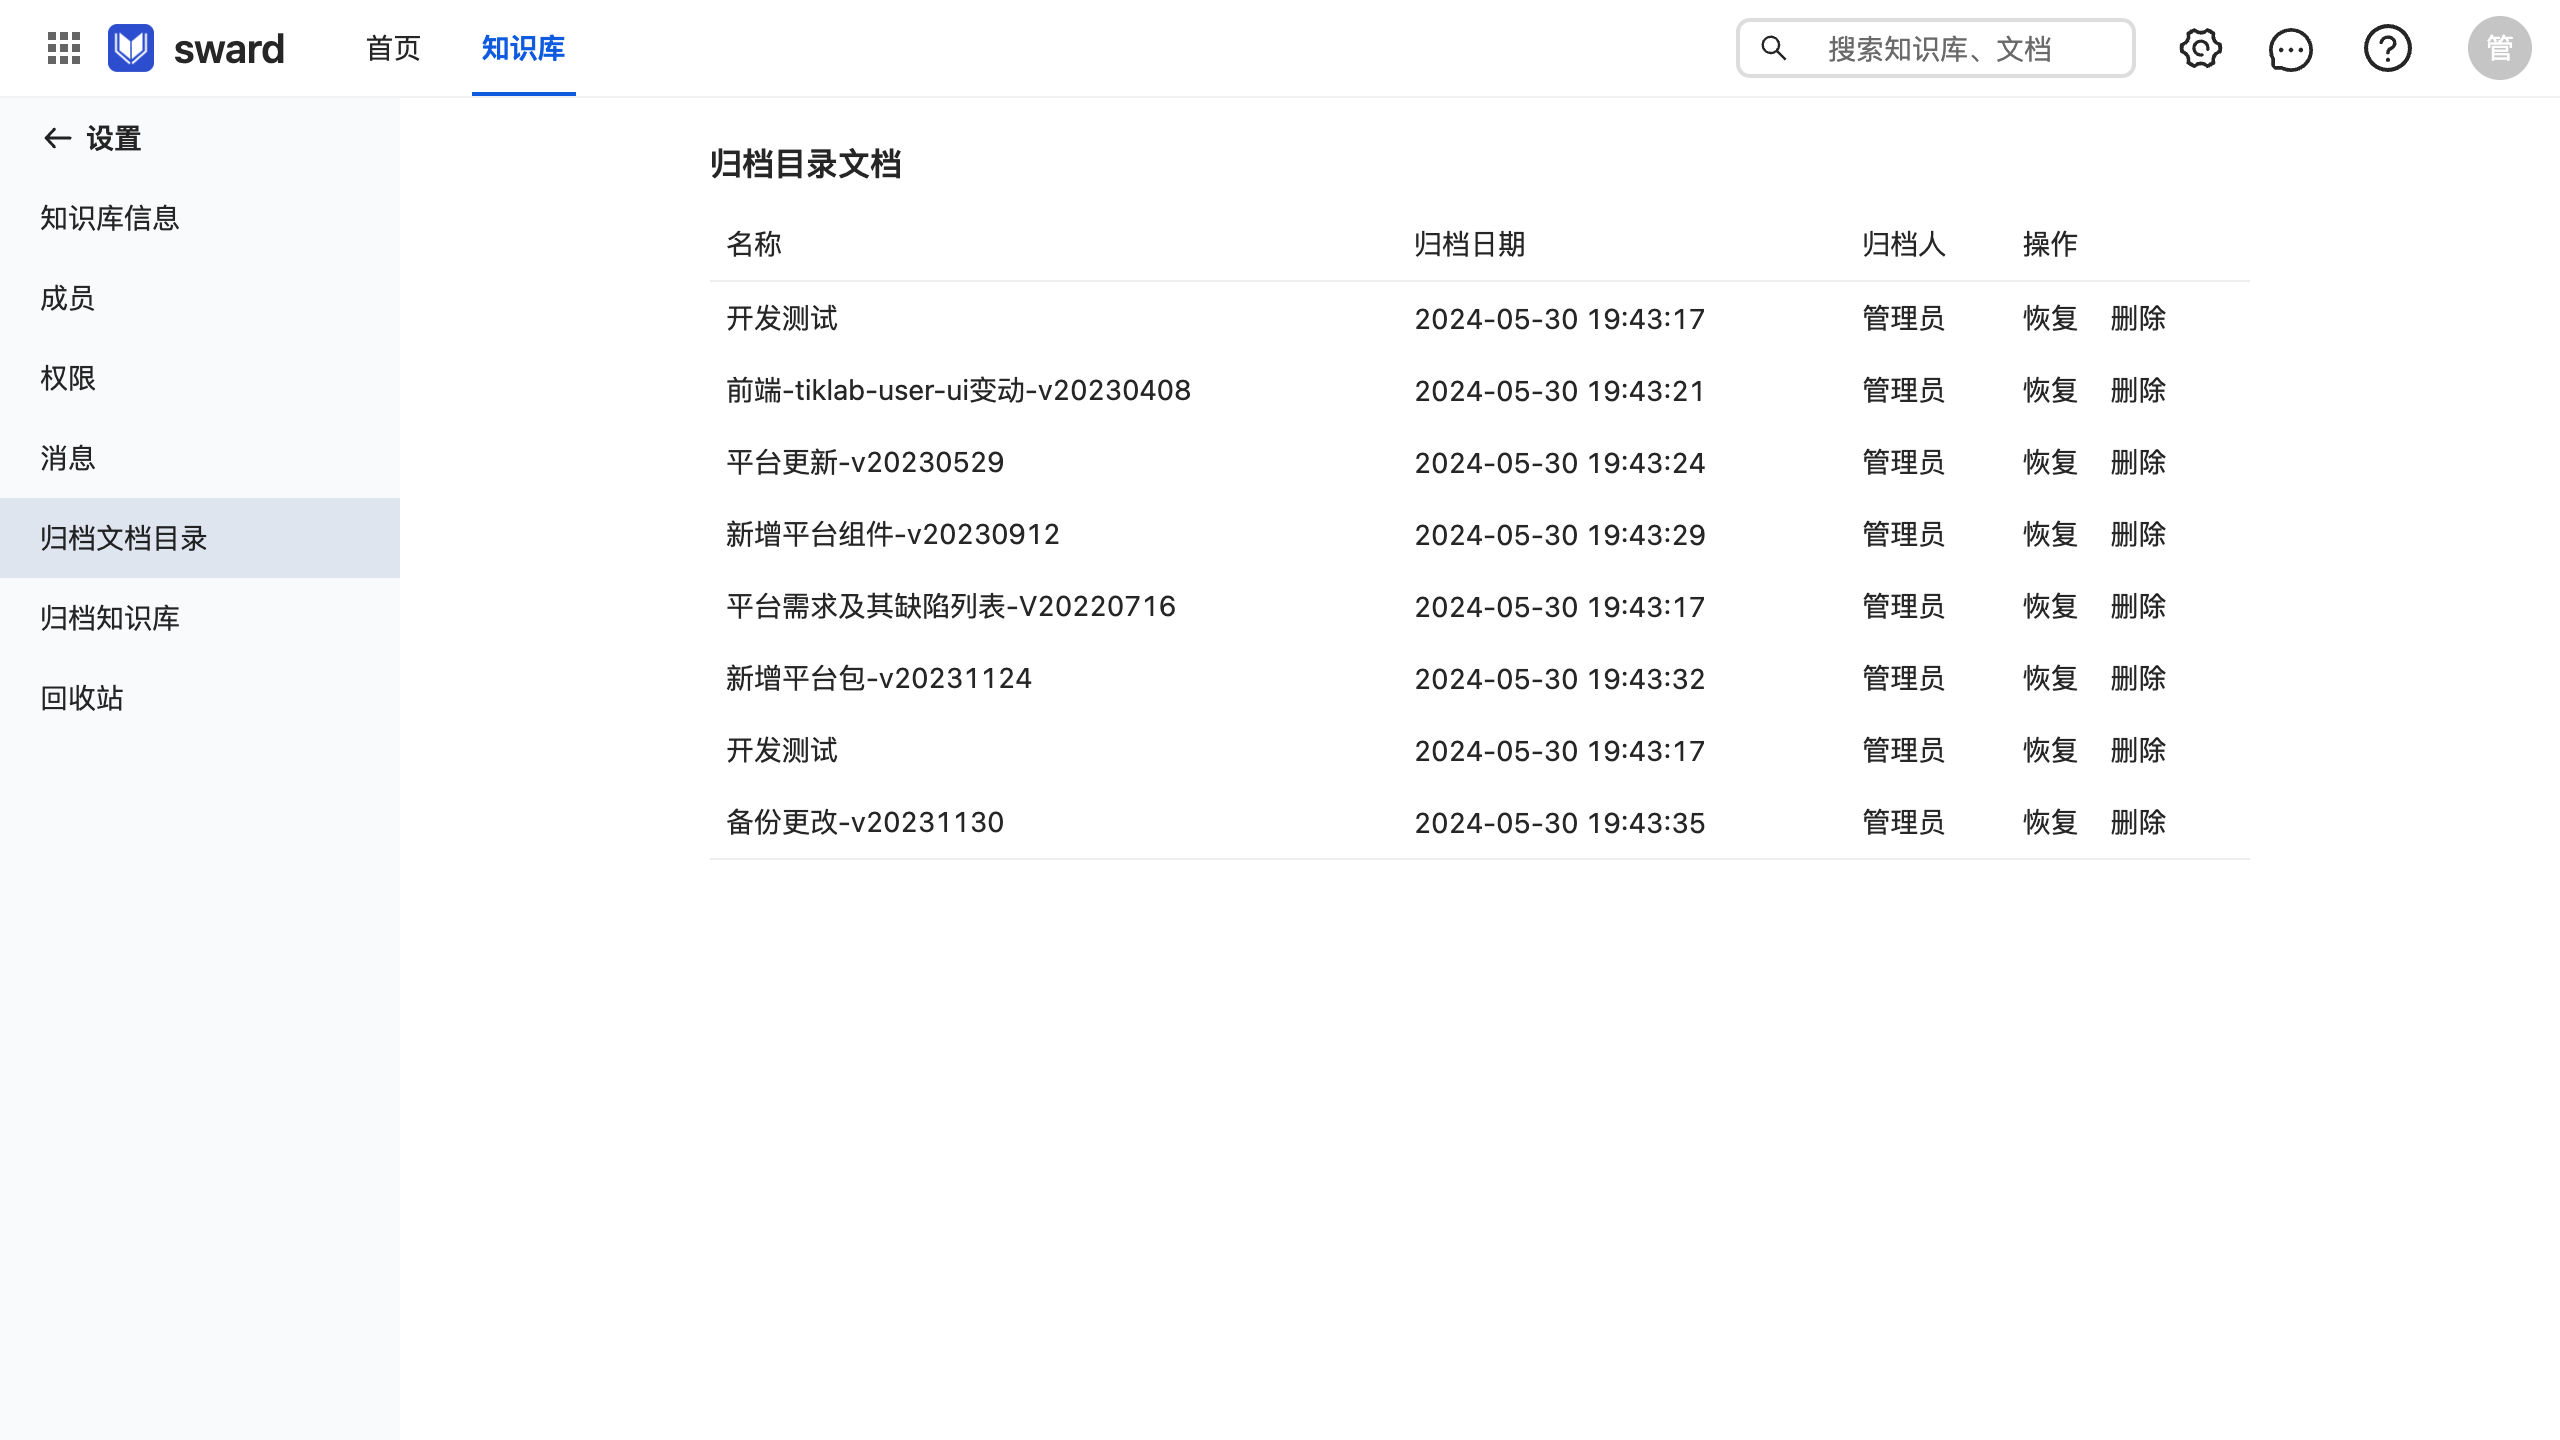 sward 首页 知识库 搜索知识库、文档 管
设置
知识库信息
成员
权限
消息
归档文档目录
归档知识库
回收站
归档目录文档
名称 归档日期 归档人 操作
开发测试 2024-05-30 19:43:17 管理员 恢复 删除
前端-tiklab-user-ui变动-v20230408 2024-05-30 19:43:21 管理员 恢复 删除
平台更新-v20230529 2024-05-30 19:43:24 管理员 恢复 删除
新增平台组件-v20230912 2024-05-30 19:43:29 管理员 恢复 删除
平台需求及其缺陷列表-V20220716 2024-05-30 19:43:17 管理员 恢复 删除
新增平台包-v20231124 2024-05-30 19:43:32 管理员 恢复 删除
开发测试 2024-05-30 19:43:17 管理员 恢复 删除
备份更改-v20231130 2024-05-30 19:43:35 管理员 恢复 删除